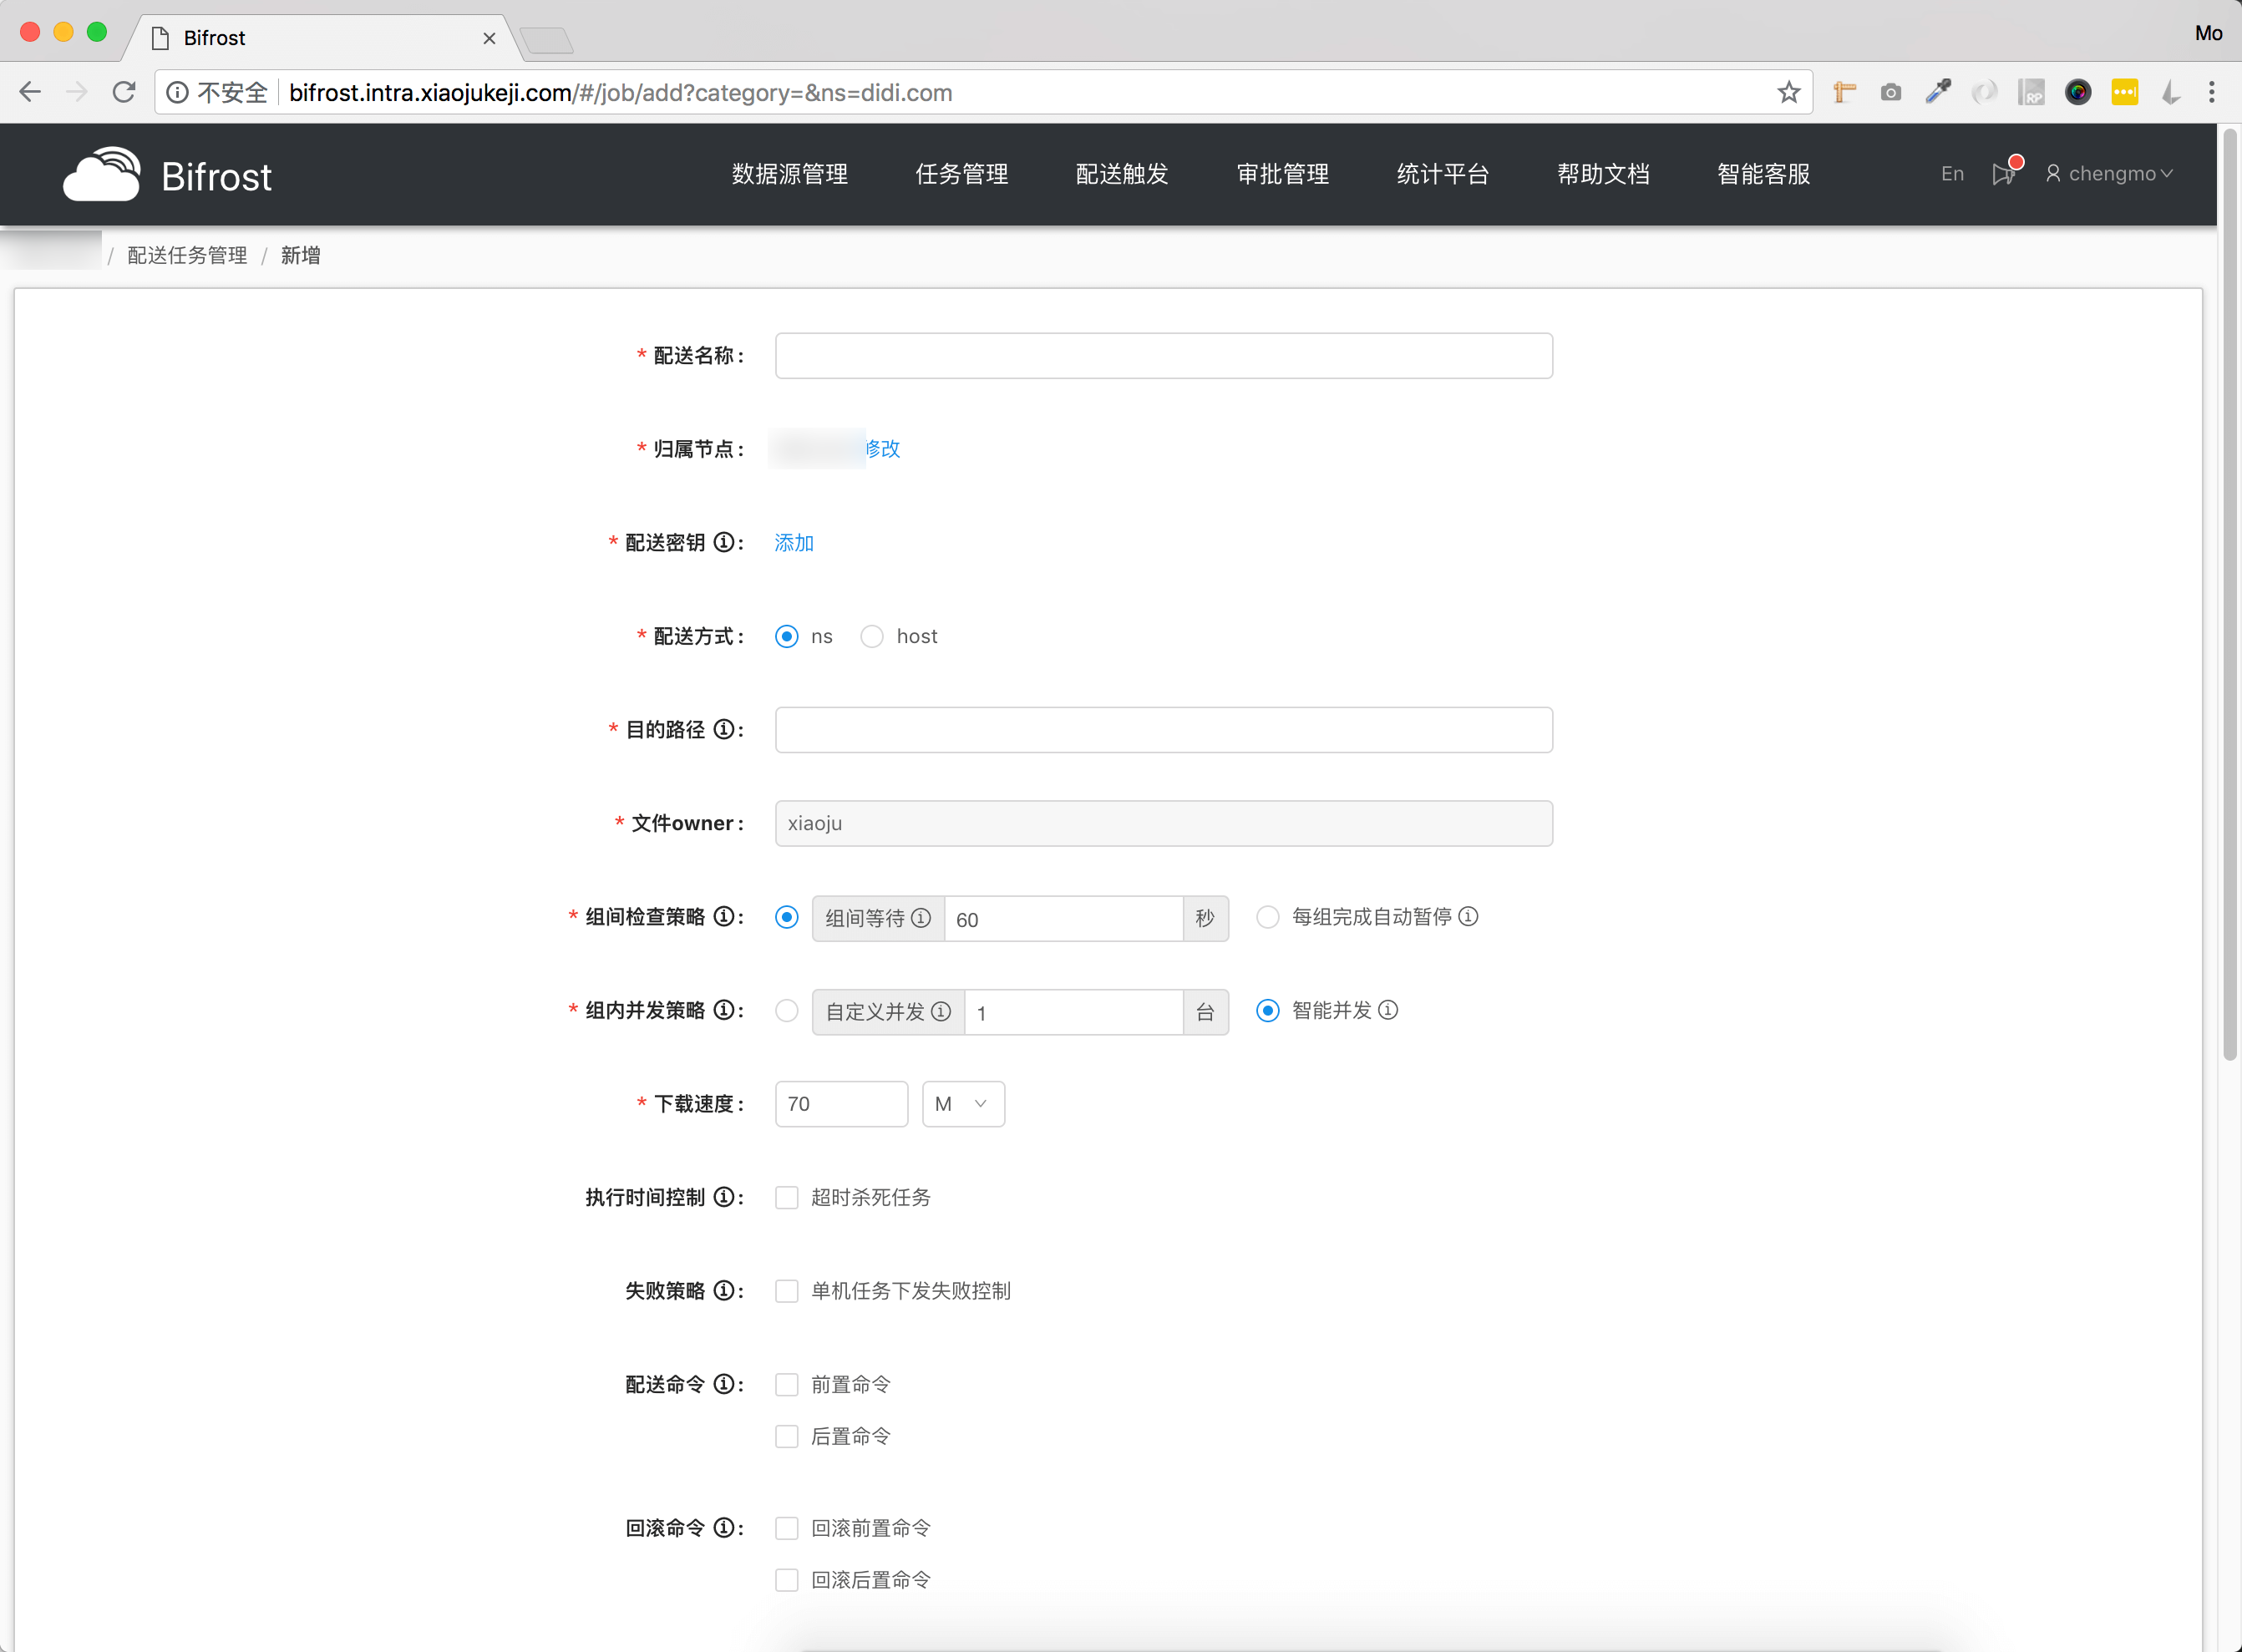 Bifrost
Mo
不安全 bifrost.intra.xiaojukeji.com/#/job/add?category=&ns=didi.com
Bifrost 数据源管理 任务管理 配送触发 审批管理 统计平台 帮助文档 智能客服 En chengmo
/ 配送任务管理 / 新增
* 配送名称:
* 归属节点: 修改
* 配送密钥: 添加
* 配送方式: ns host
* 目的路径:
* 文件owner: xiaoju
* 组间检查策略: 组间等待 60 秒 每组完成自动暂停
* 组内并发策略: 自定义并发 1 台 智能并发
* 下载速度: 70 M
执行时间控制: 超时杀死任务
失败策略: 单机任务下发失败控制
配送命令: 前置命令
后置命令
回滚命令: 回滚前置命令
回滚后置命令